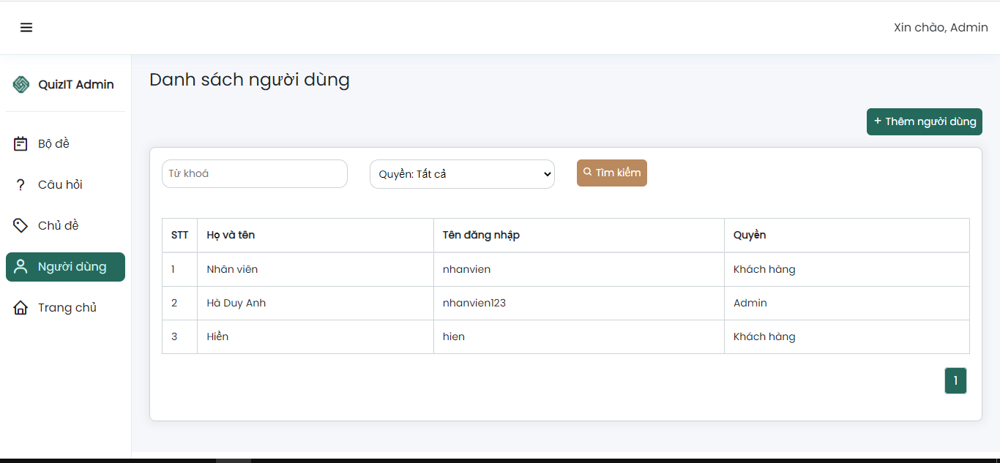 Xin chào, Admin
QuizIT Admin
Bộ đề
Câu hỏi
Chủ đề
Người dùng
Trang chủ
Danh sách người dùng
+ Thêm người dùng
Từ khoá
Quyền: Tất cả
Tìm kiếm
STT Họ và tên Tên đăng nhập Quyền
1 Nhân viên nhanvien Khách hàng
2 Hà Duy Anh nhanvien123 Admin
3 Hiền hien Khách hàng
1